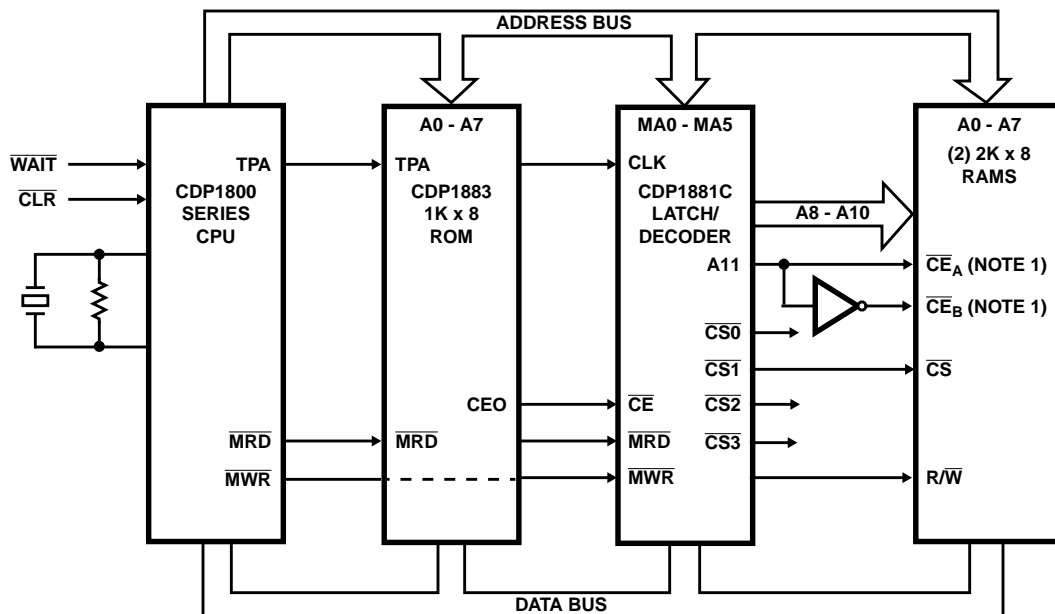 ADDRESS BUS
WAIT
CLR
TPA
CDP1800
SERIES
CPU
MRD
MWR
A0 - A7
TPA
CDP1883
1K x 8
ROM
CEO
MRD
MA0 - MA5
CLK
CDP1881C
LATCH/
DECODER
A11
CS0
CS1
CE
CS2
MRD
CS3
MWR
A8 - A10
A0 - A7
(2) 2K x 8
RAMS
CEA (NOTE 1)
CEB (NOTE 1)
CS
R/W
DATA BUS